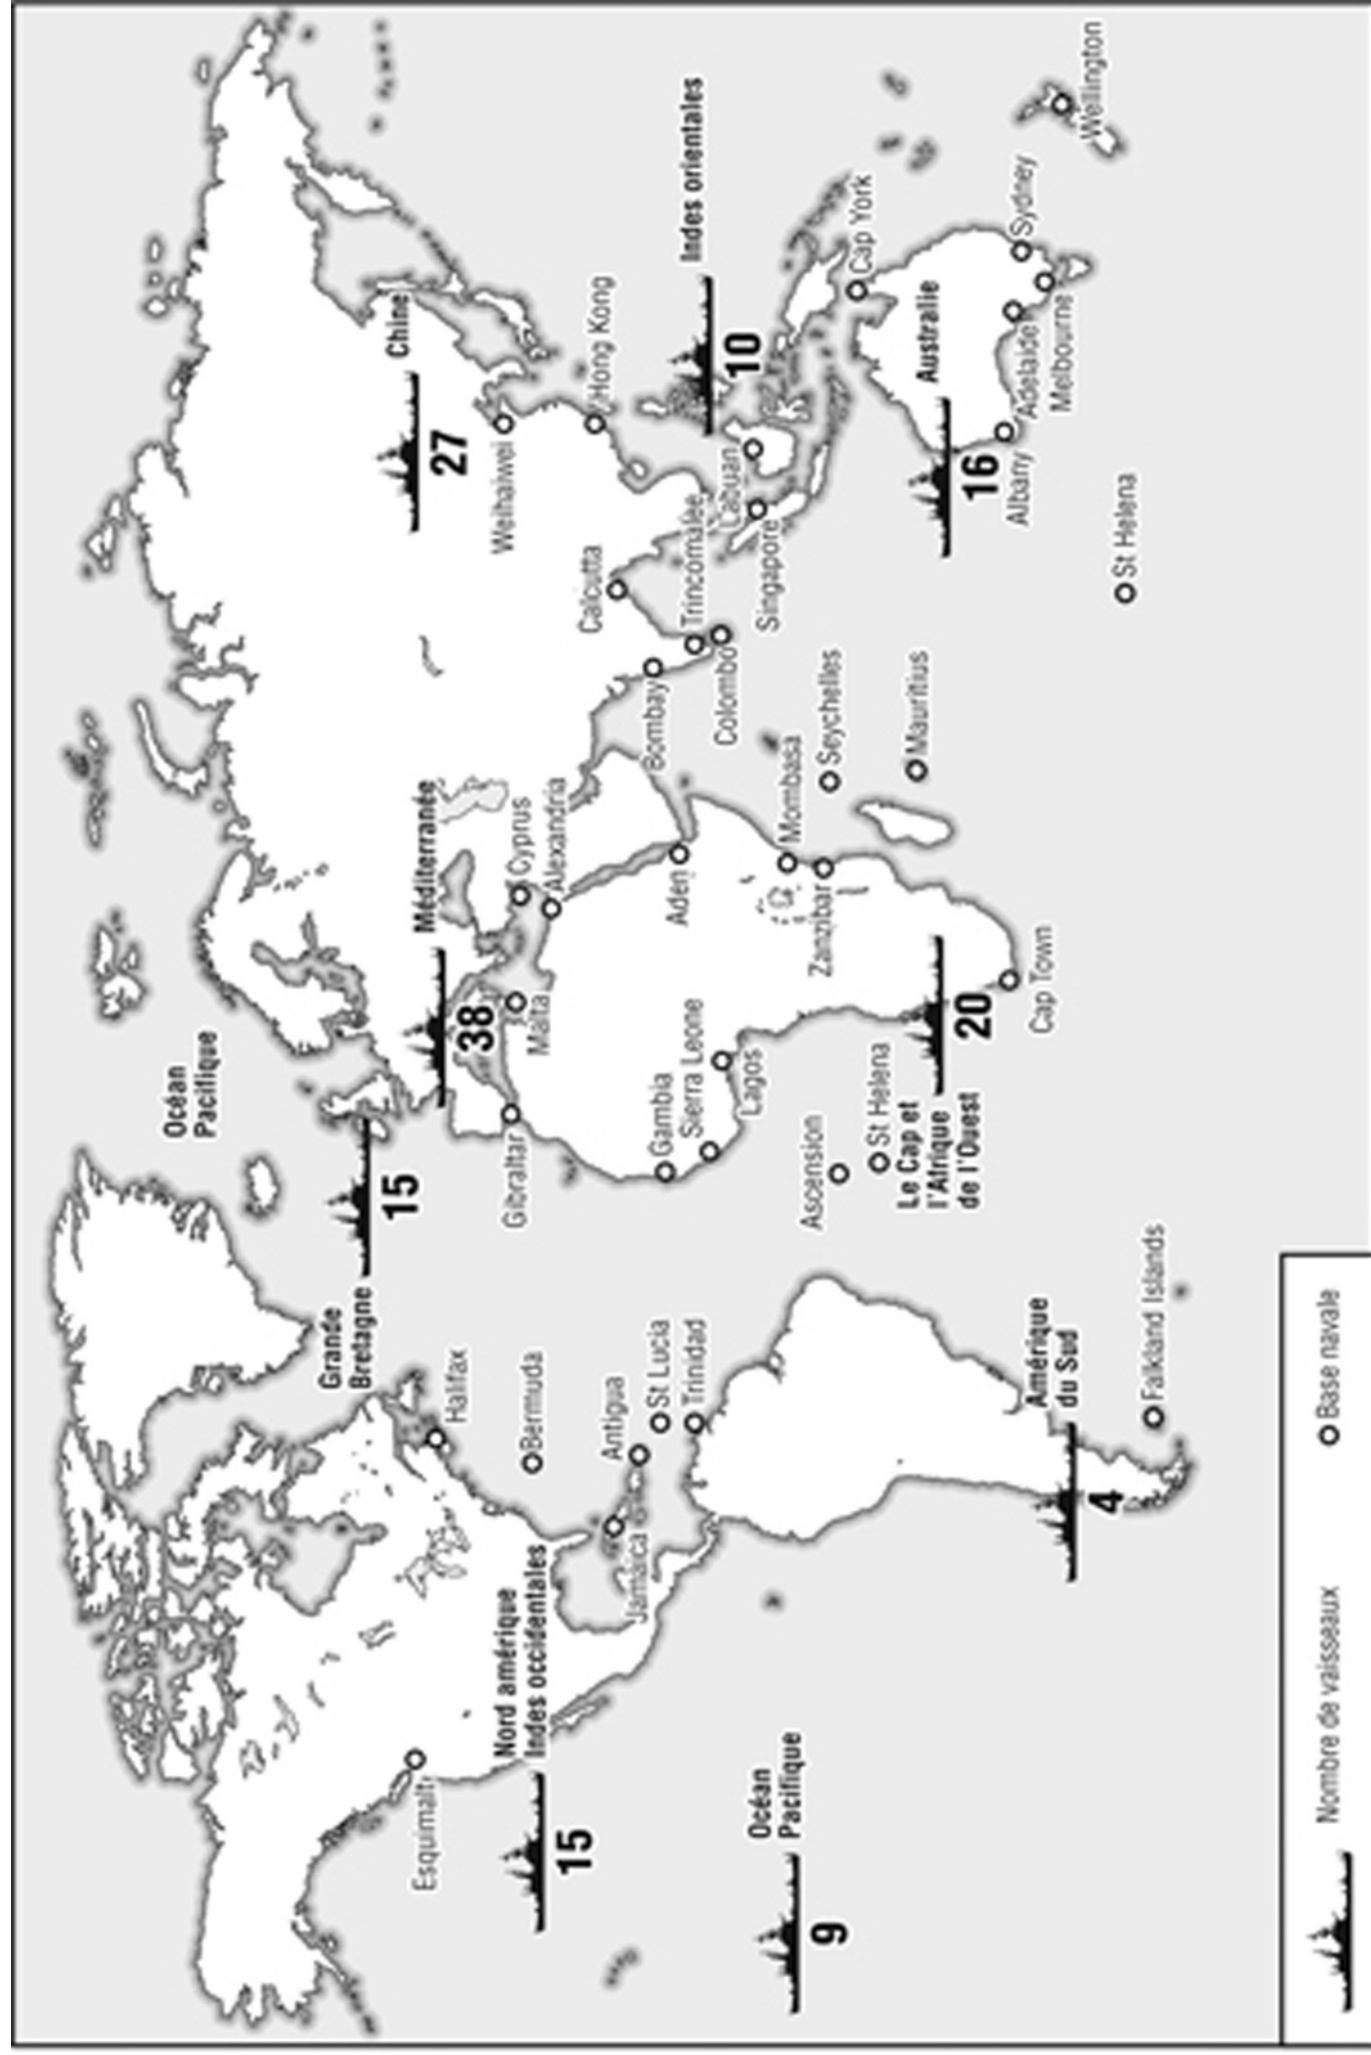 Océan
Pacifique
Grande
Bretagne
15
Méditerranée
38
Chine
27
Indes orientales
10
Australie
16
Nord amérique
Indes occidentales
15
Océan
Pacifique
9
Amérique
du Sud
4
Le Cap et
l'Afrique
de l'Ouest
20
Esquimalt
Halifax
Bermuda
Antigua
St Lucia
Trinidad
Jamaica
Falkland Islands
Gibraltar
Malta
Cyprus
Alexandria
Gambia
Sierra Leone
Lagos
Ascension
St Helena
Cap Town
Aden
Mombasa
Zanzibar
Seychelles
Mauritius
Bombay
Colombo
Trincomalee
Calcutta
Weihaiwei
Hong Kong
Labuan
Singapore
Cap York
Sydney
Melbourne
Adelaide
Albany
St Helena
Wellington
Nombre de vaisseaux
Base navale